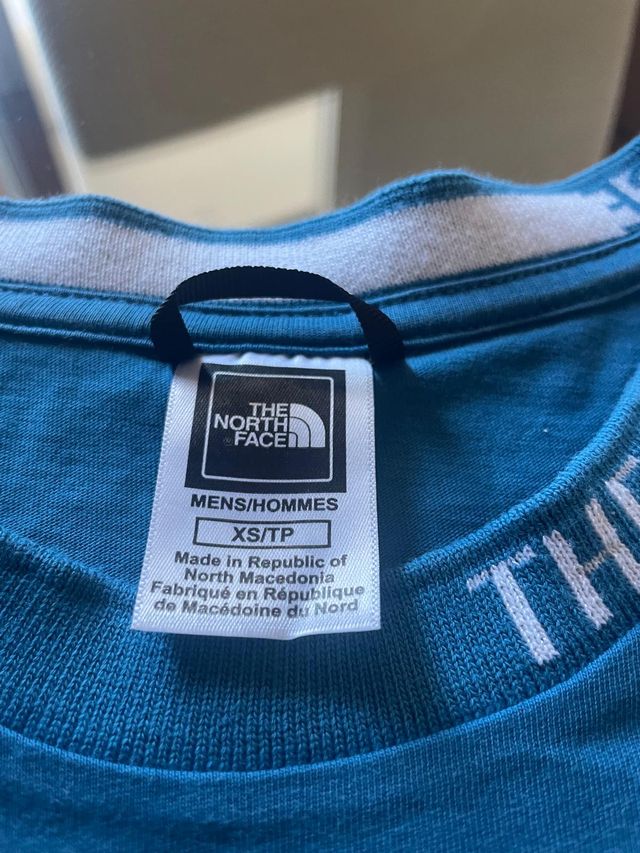 THE
NORTH
FACE
MENS/HOMMES
XS/TP
Made in Republic of
North Macedonia
Fabriqué en République
de Macédoine du Nord
THE